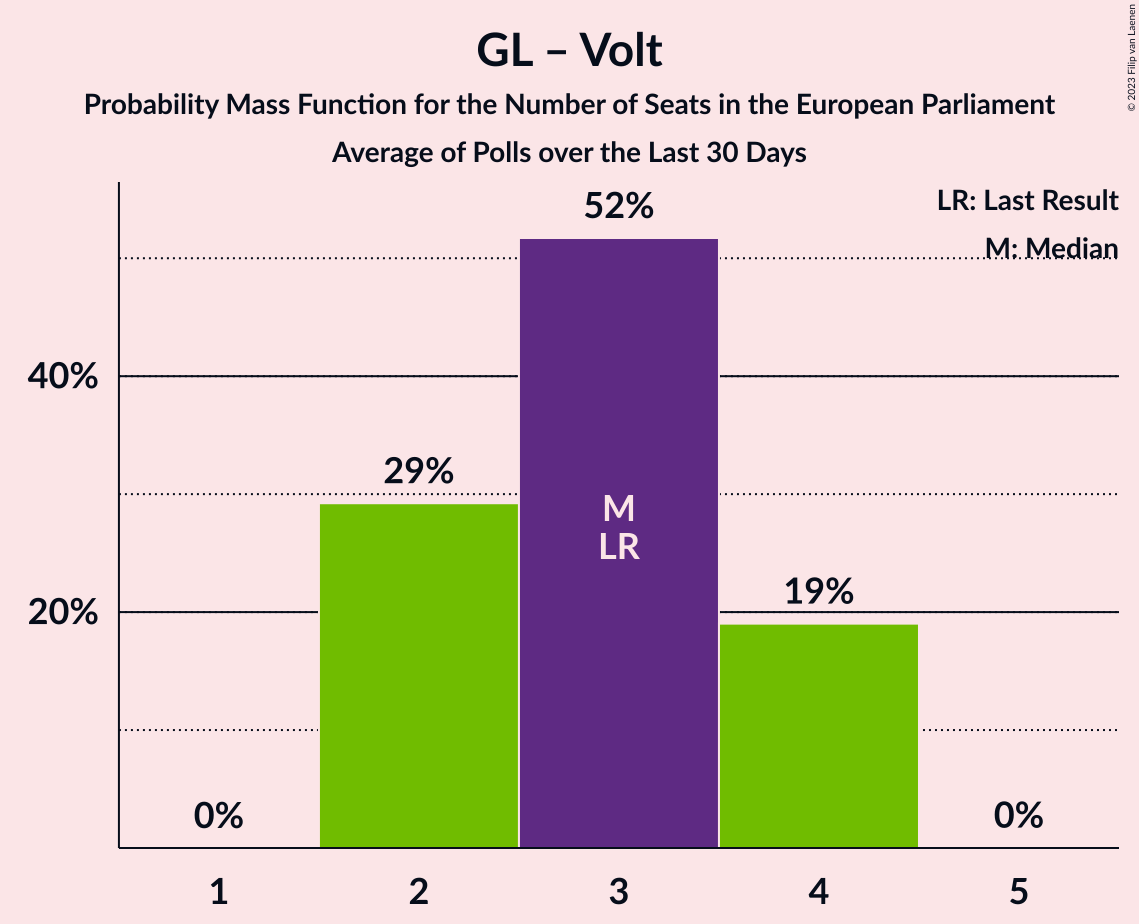 GL – Volt
Probability Mass Function for the Number of Seats in the European Parliament
Average of Polls over the Last 30 Days
© 2023 Filip van Laenen
LR: Last Result
M: Median
52%
40%
29%
M
LR
19%
20%
0%
0%
1
2
3
4
5